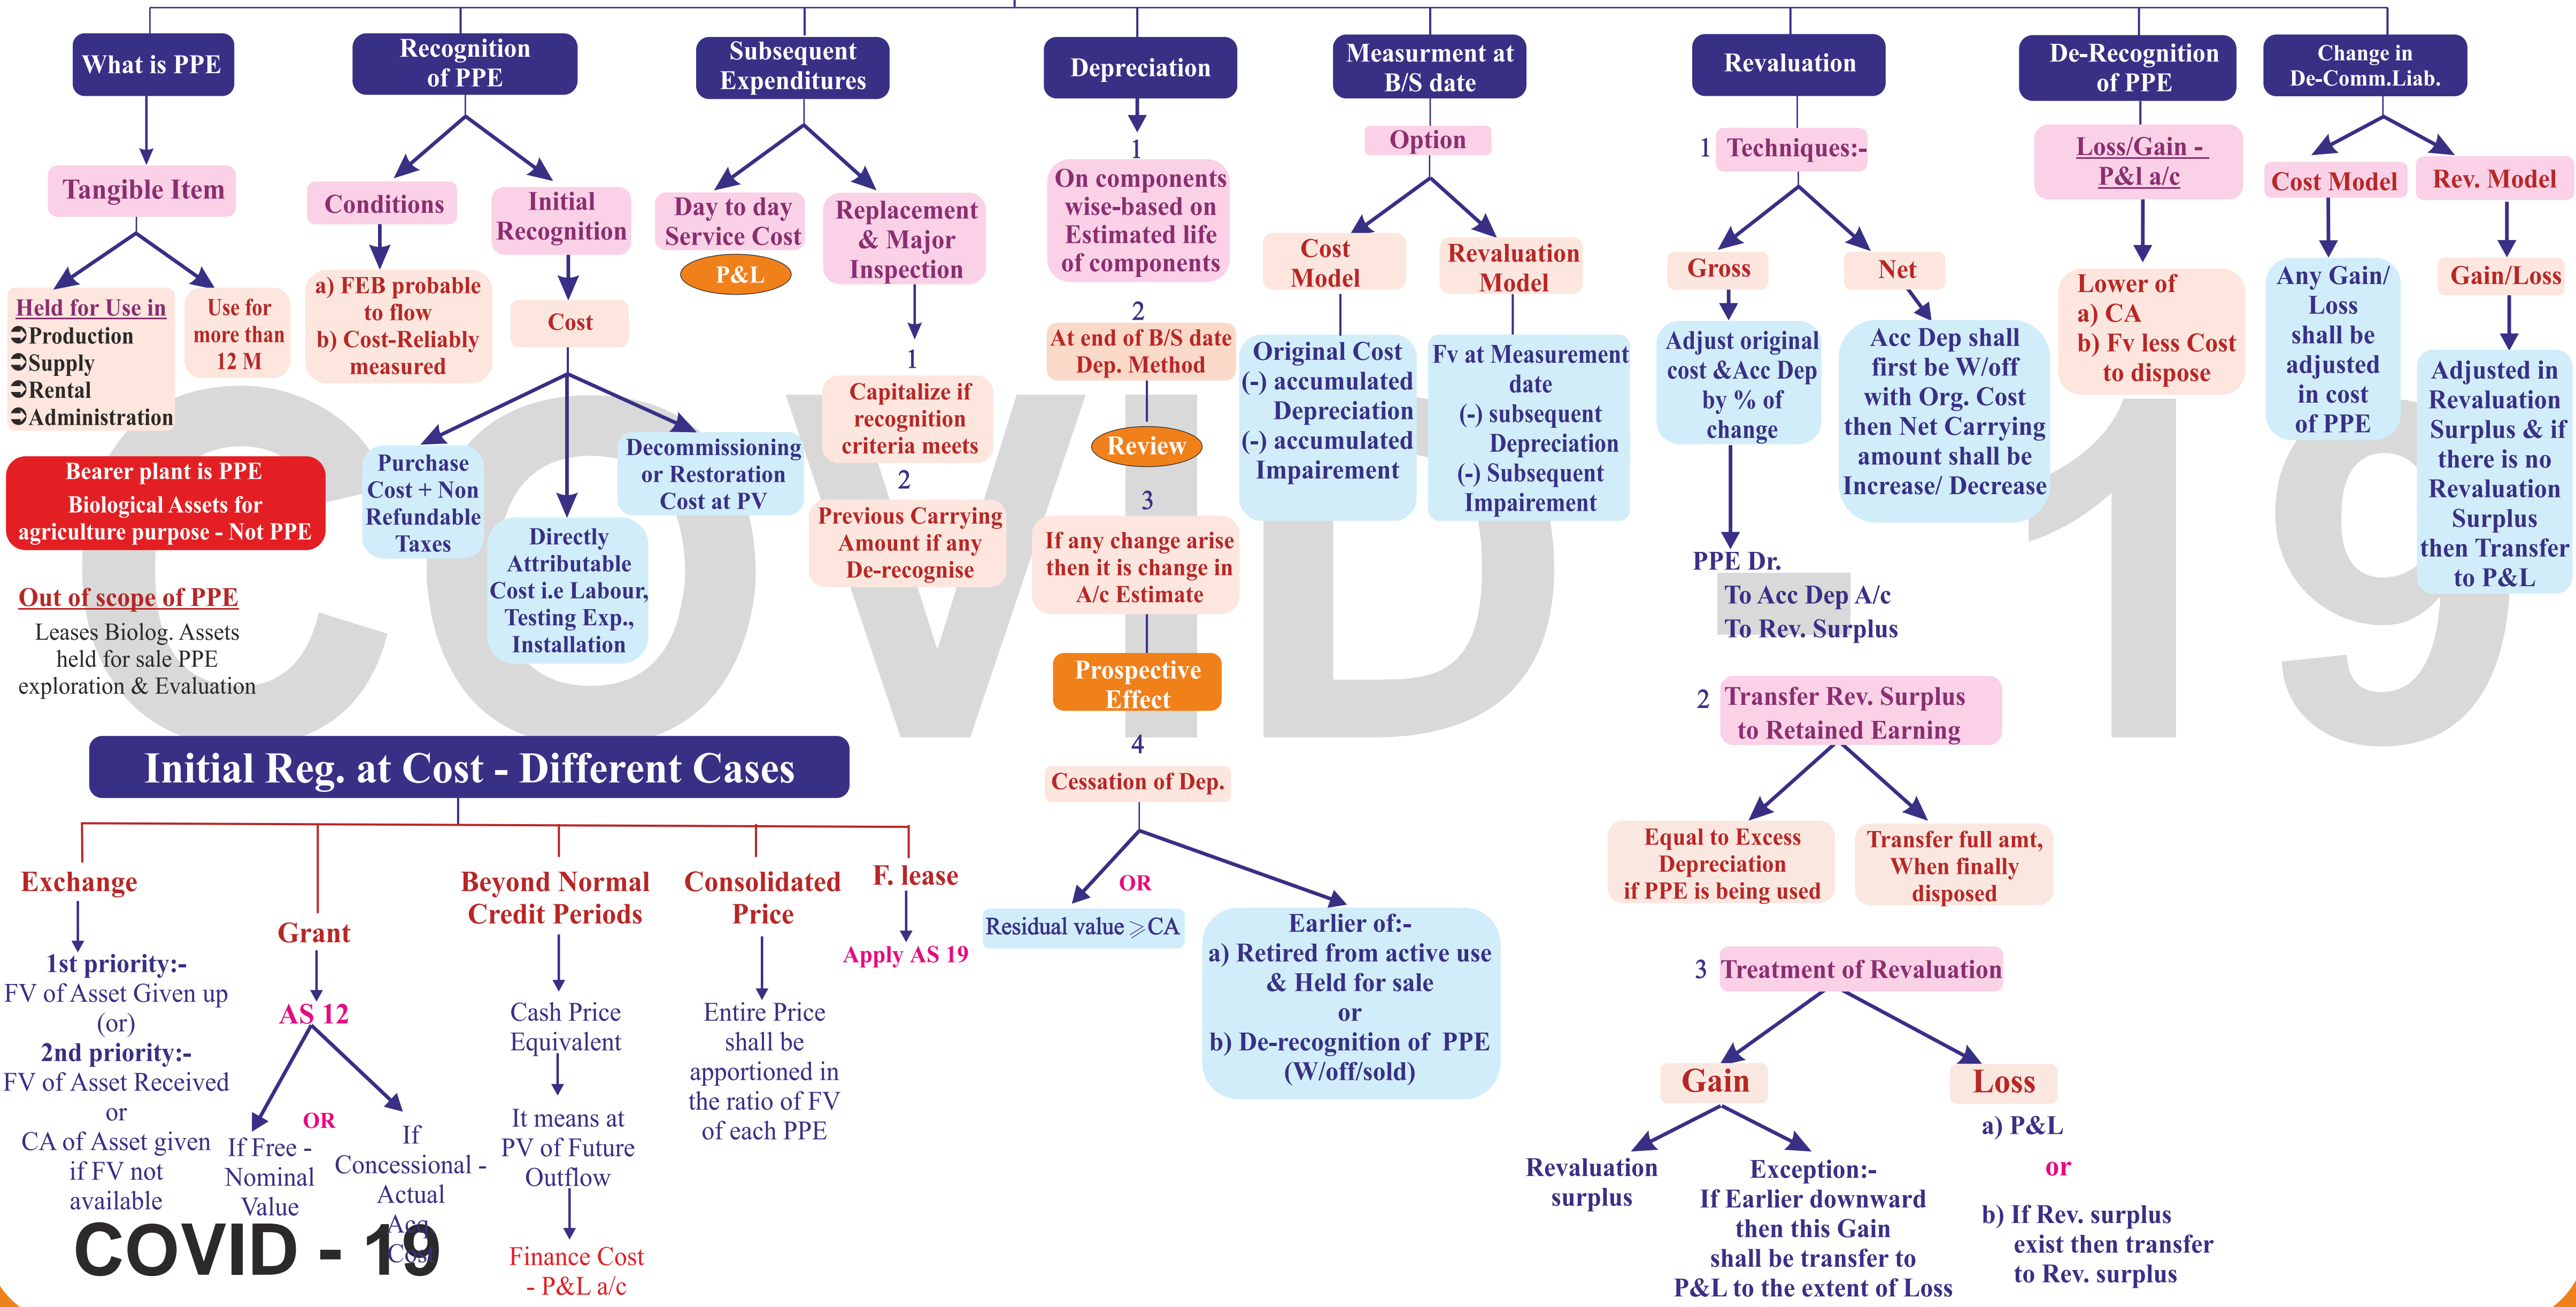 What is PPE
Tangible Item
Held for Use in
➲Production
➲Supply
➲Rental
➲Administration
Use for
more than
12 M
Bearer plant is PPE
Biological Assets for
agriculture purpose - Not PPE
Out of scope of PPE
Leases Biolog. Assets
held for sale PPE
exploration & Evaluation
Recognition
of PPE
Conditions
a) FEB probable
to flow
b) Cost-Reliably
measured
Initial
Recognition
Cost
Purchase
Cost + Non
Refundable
Taxes
Directly
Attributable
Cost i.e Labour,
Testing Exp.,
Installation
Decommissioning
or Restoration
Cost at PV
Subsequent
Expenditures
Day to day
Service Cost
P&L
Replacement
& Major
Inspection
1
Capitalize if
recognition
criteria meets
2
Previous Carrying
Amount if any
De-recognise
Depreciation
1
On components
wise-based on
Estimated life
of components
2
At end of B/S date
Dep. Method
Review
3
If any change arise
then it is change in
A/c Estimate
Prospective
Effect
4
Cessation of Dep.
OR
Residual value ⩾CA
Earlier of:-
a) Retired from active use
& Held for sale
or
b) De-recognition of PPE
(W/off/sold)
Measurment at
B/S date
Option
Cost
Model
Original Cost
(-) accumulated
Depreciation
(-) accumulated
Impairement
Revaluation
Model
Fv at Measurement
date
(-) subsequent
Depreciation
(-) Subsequent
Impairement
Revaluation
1 Techniques:-
Gross
Adjust original
cost &Acc Dep
by % of
change
PPE Dr.
To Acc Dep A/c
To Rev. Surplus
Net
Acc Dep shall
first be W/off
with Org. Cost
then Net Carrying
amount shall be
Increase/ Decrease
2 Transfer Rev. Surplus
to Retained Earning
Equal to Excess
Depreciation
if PPE is being used
Transfer full amt,
When finally
disposed
3 Treatment of Revaluation
Gain
Revaluation
surplus
Exception:-
If Earlier downward
then this Gain
shall be transfer to
P&L to the extent of Loss
Loss
a) P&L
or
b) If Rev. surplus
exist then transfer
to Rev. surplus
De-Recognition
of PPE
Loss/Gain -
P&l a/c
Lower of
a) CA
b) Fv less Cost
to dispose
Change in
De-Comm.Liab.
Cost Model
Any Gain/
Loss
shall be
adjusted
in cost
of PPE
Rev. Model
Gain/Loss
Adjusted in
Revaluation
Surplus & if
there is no
Revaluation
Surplus
then Transfer
to P&L
Initial Reg. at Cost - Different Cases
Exchange
1st priority:-
FV of Asset Given up
(or)
2nd priority:-
FV of Asset Received
or
CA of Asset given
if FV not
available
Grant
AS 12
OR
If Free -
Nominal
Value
If
Concessional -
Actual
Acq
Cost
Beyond Normal
Credit Periods
Cash Price
Equivalent
It means at
PV of Future
Outflow
Finance Cost
- P&L a/c
Consolidated
Price
Entire Price
shall be
apportioned in
the ratio of FV
of each PPE
F. lease
Apply AS 19
COVID - 19
COVID - 19